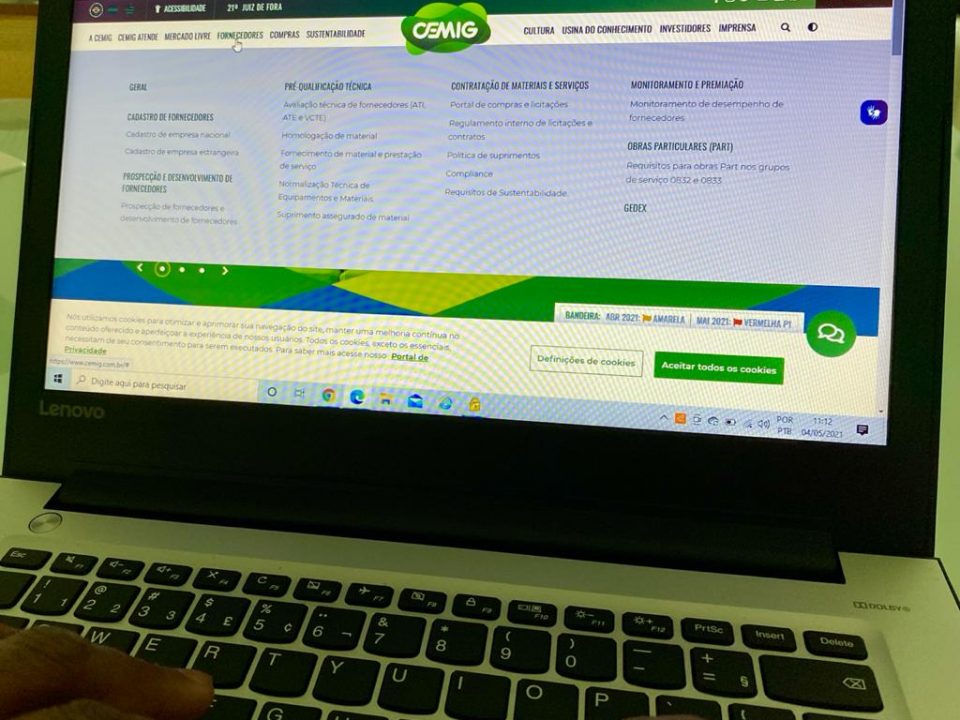 ACESSIBILIDADE
21º JUIZ DE FORA
A CEMIG CEMIG ATENDE MERCADO LIVRE FORNECEDORES COMPRAS SUSTENTABILIDADE
CEMIG
CULTURA USINA DO CONHECIMENTO INVESTIDORES IMPRENSA
GERAL
CADASTRO DE FORNECEDORES
Cadastro de empresa nacional
Cadastro de empresa estrangeira
PROSPECÇÃO E DESENVOLVIMENTO DE
FORNECEDORES
Prospecção de fornecedores e
desenvolvimento de fornecedores
PRÉ QUALIFICAÇÃO TÉCNICA
Avaliação técnica de fornecedores (ATI,
ATE e VCTE)
Homologação de material
Fornecimento de material e prestação
de serviço
Normalização Técnica de
Equipamentos e Materiais
Suprimento assegurado de material
CONTRATAÇÃO DE MATERIAIS E SERVIÇOS
Portal de compras e licitações
Regulamento interno de licitações e
contratos
Política de suprimentos
Compliance
Requisitos de Sustentabilidade
MONITORAMENTO E PREMIAÇÃO
Monitoramento de desempenho de
fornecedores
OBRAS PARTICULARES (PART)
Requisitos para obras Part nos grupos
de serviço 0832 e 0833
GEDEX
BANDEIRA: ABR 2021: AMARELA MAI 2021: VERMELHA P1
Nós utilizamos cookies para otimizar e aprimorar sua navegação do site, manter uma melhoria contínua no
conteúdo oferecido e aperfeiçoar a experiência de nossos usuários. Todos os cookies, exceto os essenciais,
necessitam de seu consentimento para serem executados. Para saber mais acesse nosso Portal de
Privacidade
Definições de cookies
Aceitar todos os cookies
https://www.cemig.com.br/#
Digite aqui para pesquisar
POR
PTB
11:12
04/05/2021
Lenovo
DOLBY
Esc F1 F2 F3 F4 F5 F6 F7 F8 F9 F10 F11 F12 PrtSc Insert Delete
! 1 1 @ 2 2 # 3 3 $ 4 £ % 5 ¢ ¨ 6 ¬ & 7 * 8 ( 9 ) 0 _ - + = §
W E R T Y U I O P
F G